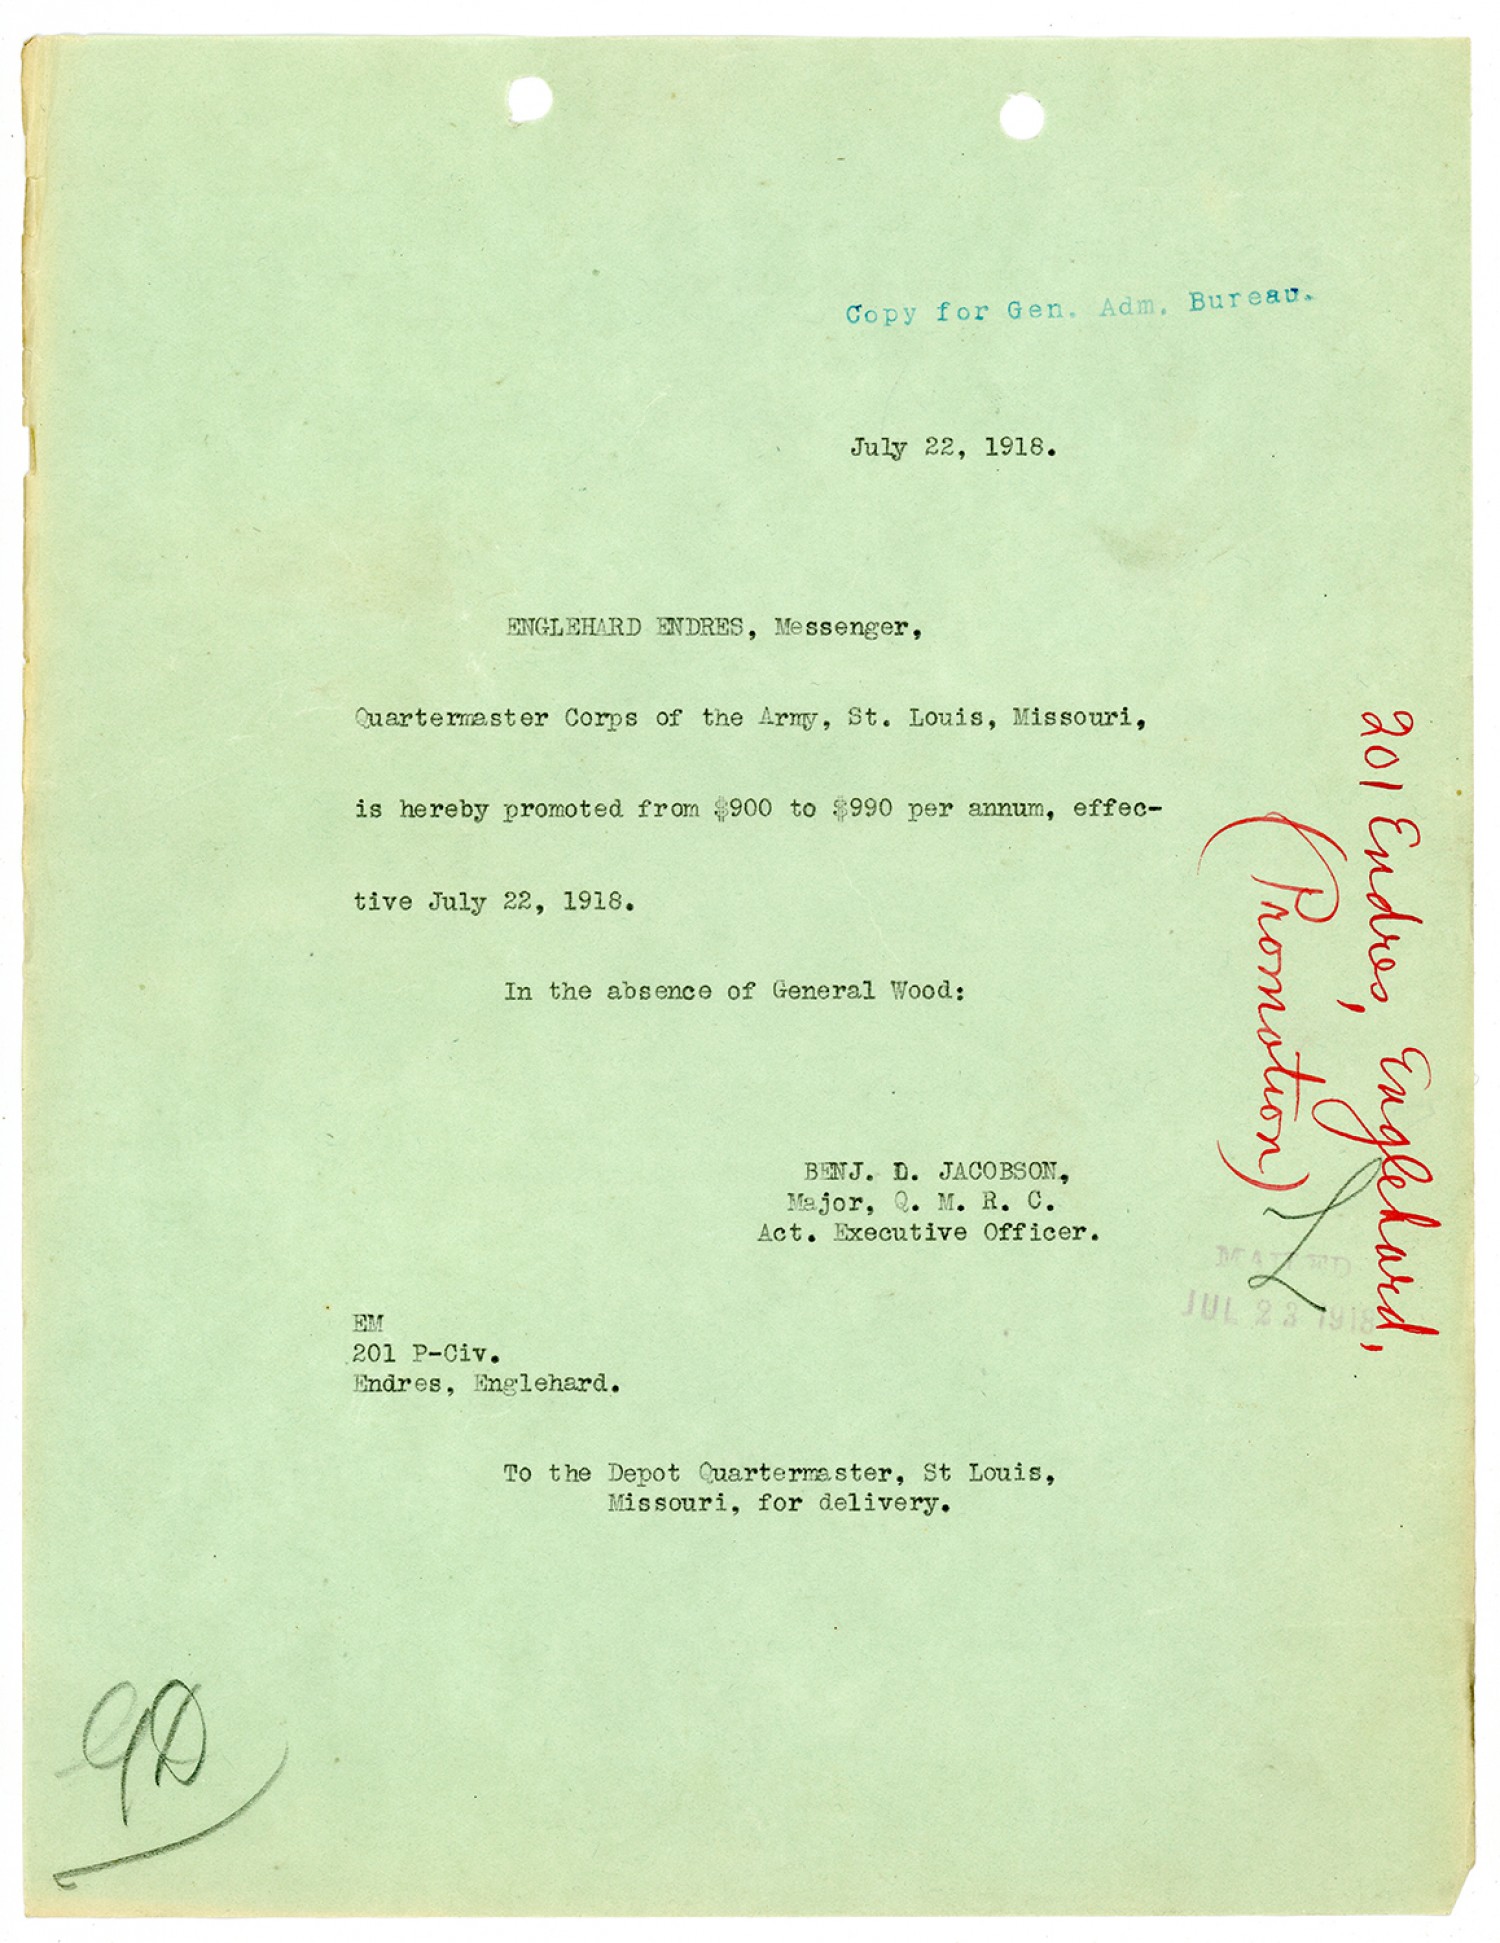 Copy for Gen. Adm. Bureau.
July 22, 1918.
ENGLEHARD ENDRES, Messenger,
Quartermaster Corps of the Army, St. Louis, Missouri,
is hereby promoted from $900 to $990 per annum, effec-
tive July 22, 1918.
In the absence of General Wood:
BENJ. D. JACOBSON,
Major, Q. M. R. C.
Act. Executive Officer.
201 Endres, Englehard,
(Promotion)
MAILED
JUL 23 1918
EM
201 P-Civ.
Endres, Englehard.
To the Depot Quartermaster, St Louis,
Missouri, for delivery.